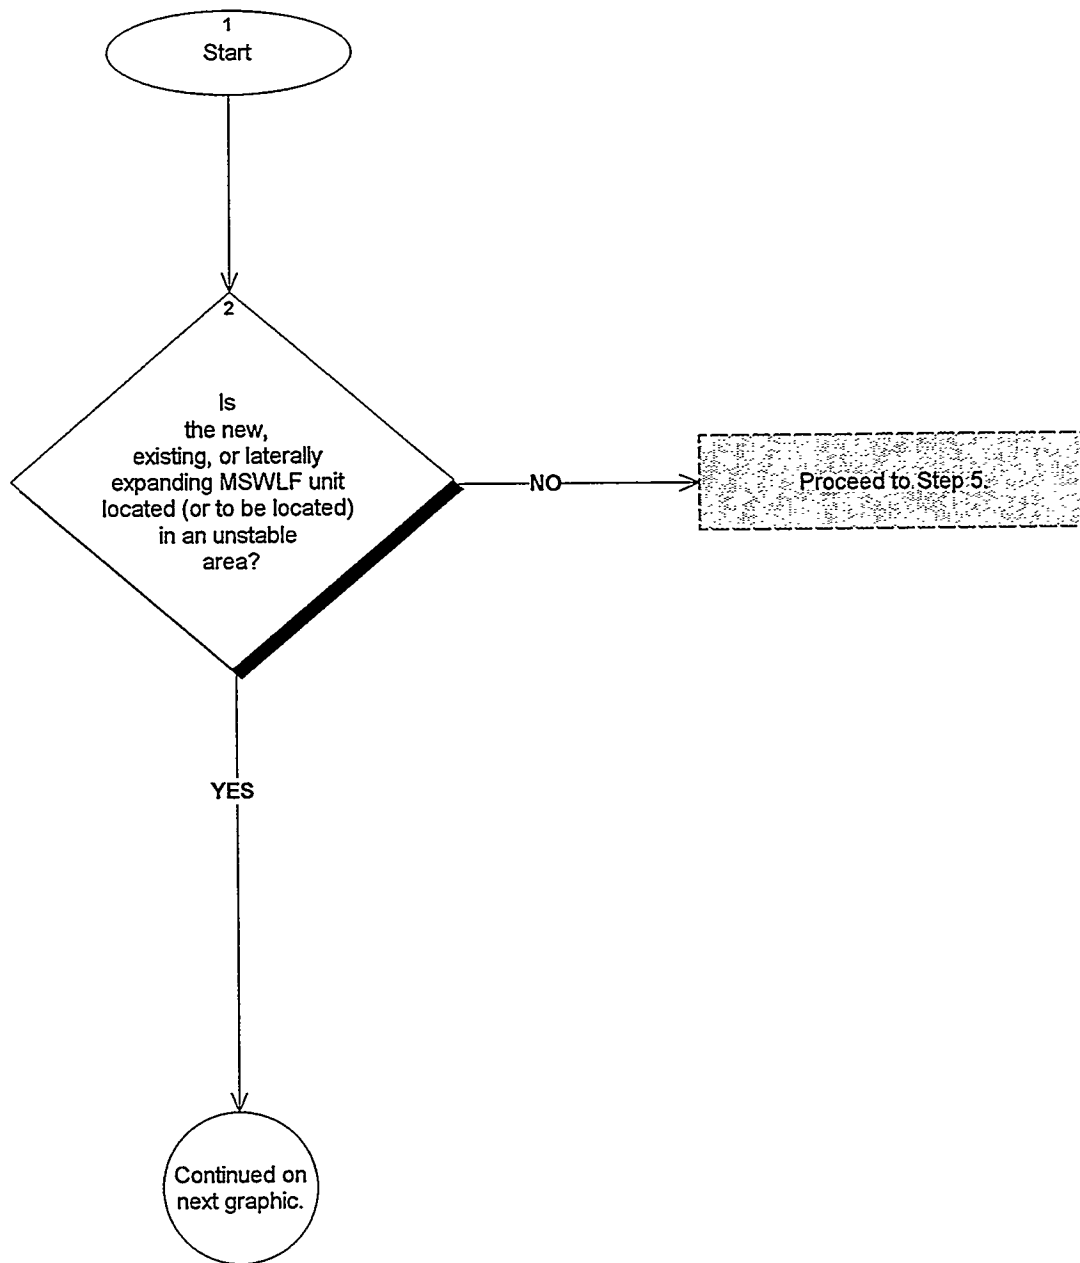 1
Start
2
Is
the new,
existing, or laterally
expanding MSWLF unit
located (or to be located)
in an unstable
area?
NO
Proceed to Step 5.
YES
Continued on
next graphic.